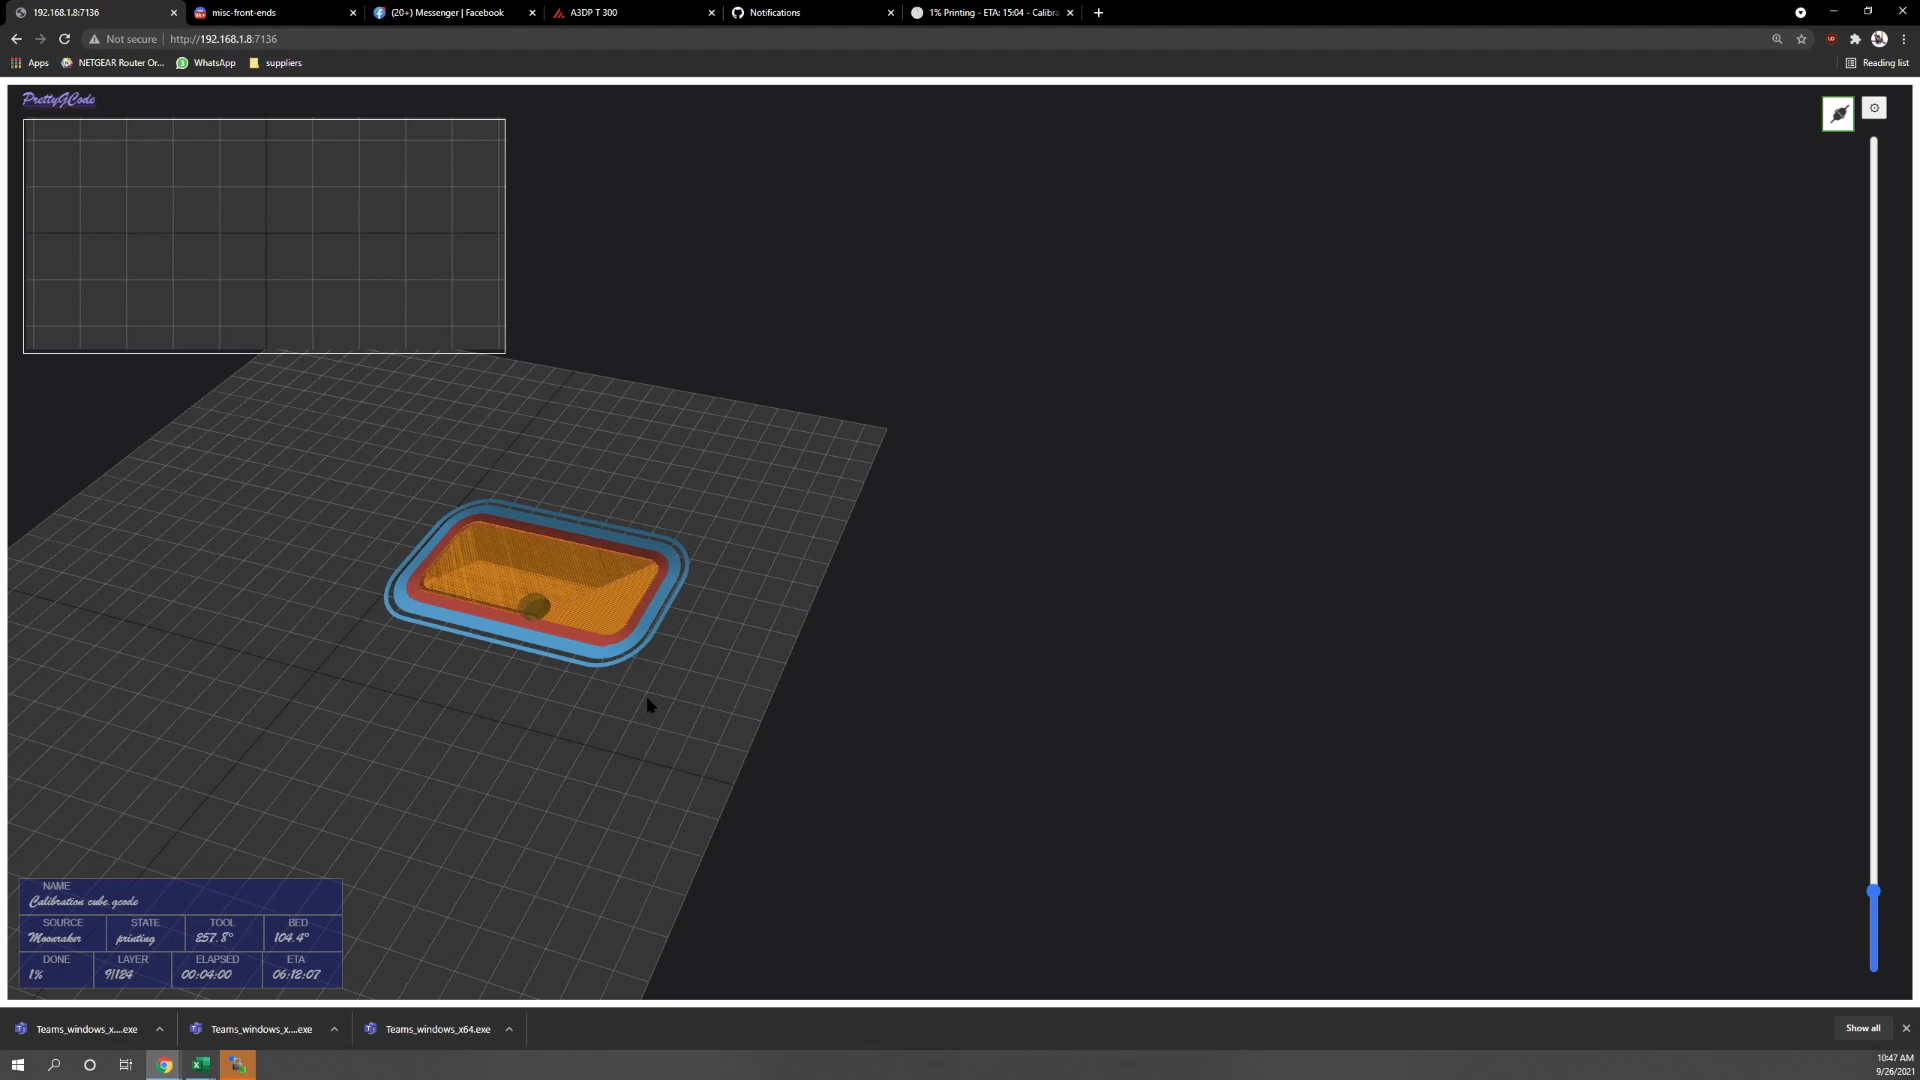 192.168.1.8:7136
misc-front-ends
(20+) Messenger | Facebook
A3DP T 300
Notifications
1% Printing - ETA: 15:04 - Calibra
Not secure
http://192.168.1.8:7136
Apps
NETGEAR Router Or...
WhatsApp
suppliers
Reading list
PrettyGCode
NAME
Calibration cube.gcode
SOURCE
STATE
TOOL
BED
Moonraker
printing
257.8°
104.4°
DONE
LAYER
ELAPSED
ETA
1%
9/124
00:04:00
06:12:07
Teams_windows_x....exe
Teams_windows_x....exe
Teams_windows_x64.exe
Show all
10:47 AM
9/26/2021